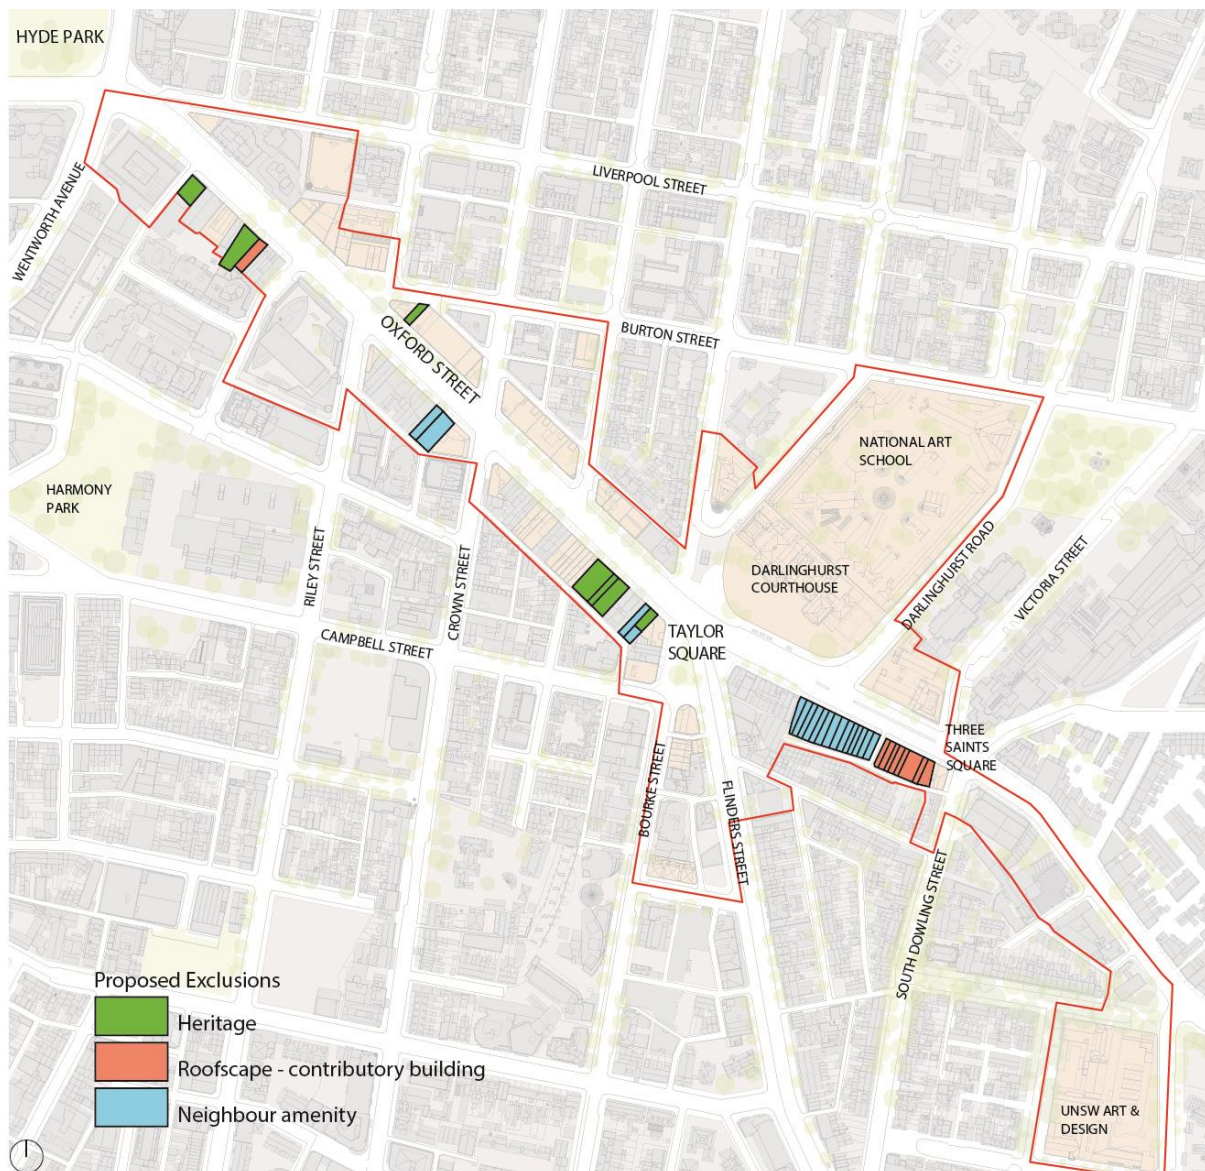 HYDE PARK
WENTWORTH AVENUE
LIVERPOOL STREET
OXFORD STREET
BURTON STREET
NATIONAL ART
SCHOOL
HARMONY
PARK
RILEY STREET
CROWN STREET
DARLINGHURST
COURTHOUSE
DARLINGHURST ROAD
VICTORIA STREET
CAMPBELL STREET
TAYLOR
SQUARE
THREE
SAINTS
SQUARE
BOURKE STREET
FLINDERS STREET
SOUTH DOWLING STREET
Proposed Exclusions
Heritage
Roofscape - contributory building
Neighbour amenity
UNSW ART &
DESIGN